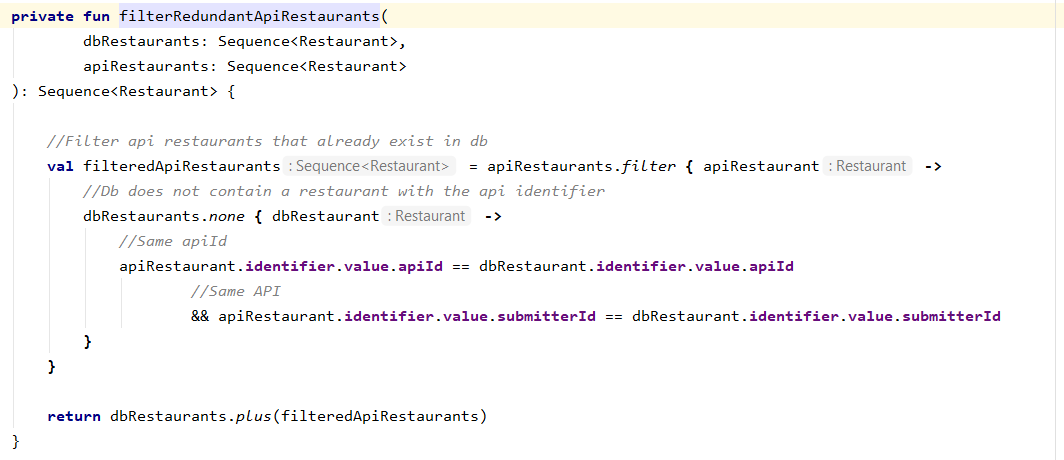 private fun filterRedundantApiRestaurants(
dbRestaurants: Sequence<Restaurant>,
apiRestaurants: Sequence<Restaurant>
): Sequence<Restaurant> {
//Filter api restaurants that already exist in db
val filteredApiRestaurants : Sequence<Restaurant> = apiRestaurants.filter { apiRestaurant : Restaurant ->
//Db does not contain a restaurant with the api identifier
dbRestaurants.none { dbRestaurant : Restaurant ->
//Same apiId
apiRestaurant.identifier.value.apiId == dbRestaurant.identifier.value.apiId
//Same API
&& apiRestaurant.identifier.value.submitterId == dbRestaurant.identifier.value.submitterId
}
}
return dbRestaurants.plus(filteredApiRestaurants)
}